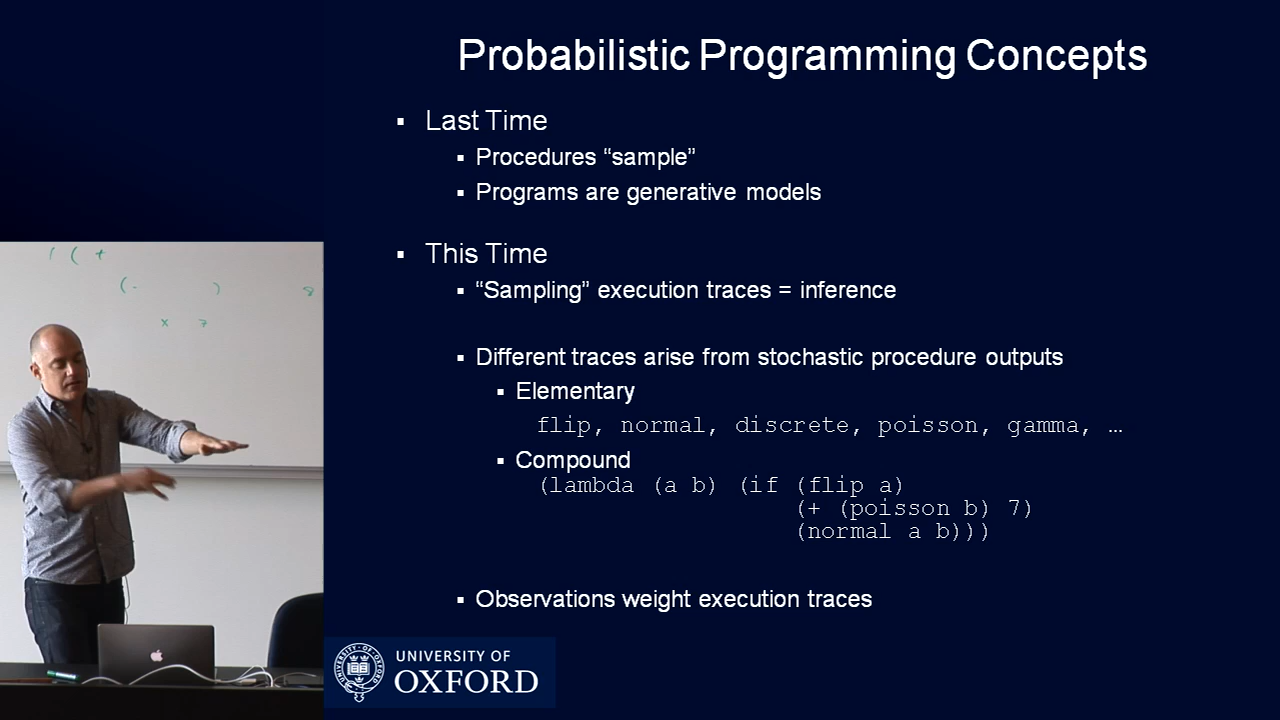 Probabilistic Programming Concepts
▪ Last Time
▪ Procedures “sample”
▪ Programs are generative models
▪ This Time
▪ “Sampling” execution traces = inference
▪ Different traces arise from stochastic procedure outputs
▪ Elementary
flip, normal, discrete, poisson, gamma, …
▪ Compound
(lambda (a b) (if (flip a)
(+ (poisson b) 7)
(normal a b)))
▪ Observations weight execution traces
UNIVERSITY OF
OXFORD
( +
(- )
x 7